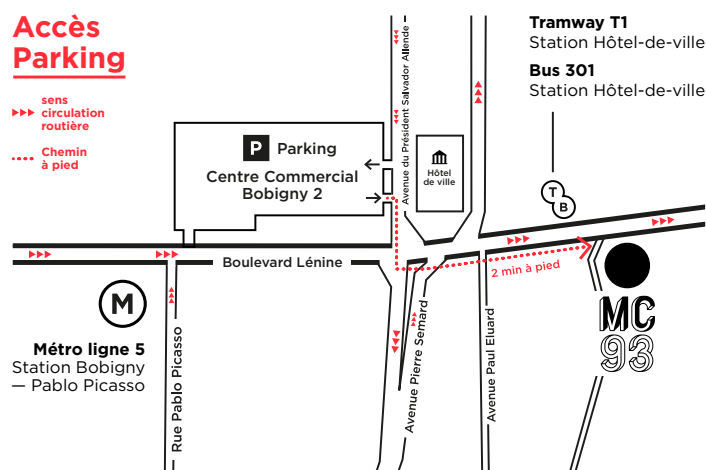 Accès
Parking
sens
circulation
routière
Chemin
à pied
Tramway T1
Station Hôtel-de-ville
Bus 301
Station Hôtel-de-ville
P Parking
Centre Commercial
Bobigny 2
Avenue du Président Salvador Allende
Hôtel
de ville
T
B
Boulevard Lénine
2 min à pied
M
Métro ligne 5
Station Bobigny
— Pablo Picasso
Rue Pablo Picasso
Avenue Pierre Semard
Avenue Paul Eluard
MC
93